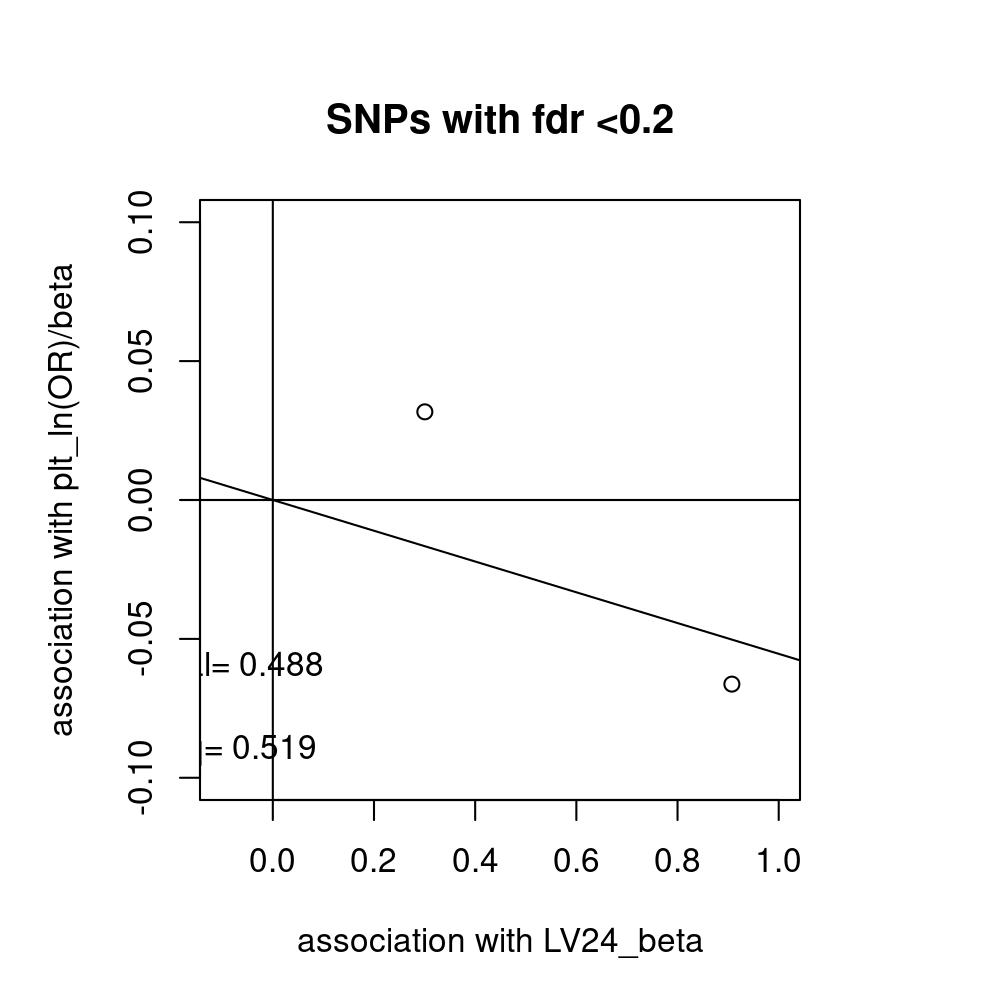 SNPs with fdr <0.2
association with plt_ln(OR)/beta
0.10
0.05
0.00
-0.05
-0.10
= 0.488
= 0.519
0.0 0.2 0.4 0.6 0.8 1.0
association with LV24_beta